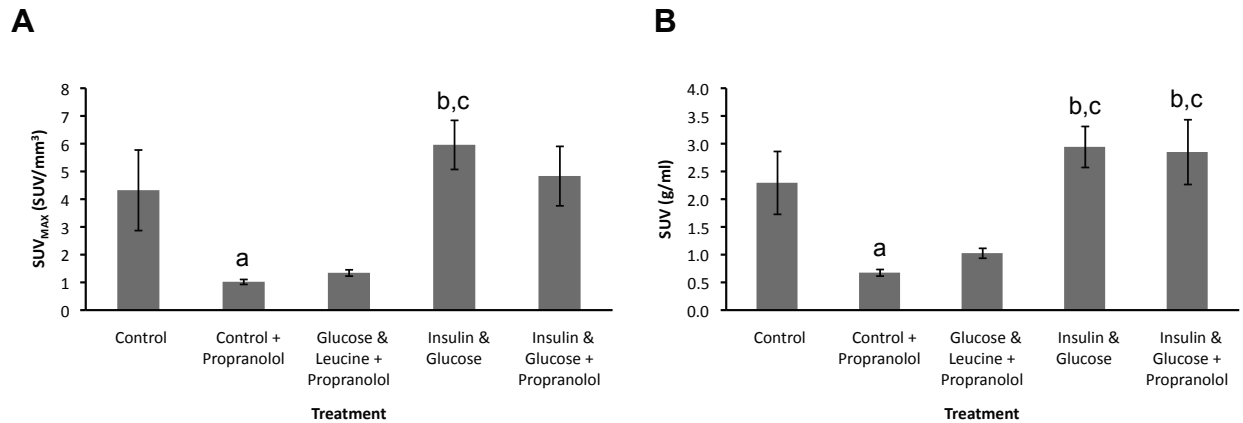 A
SUV_MAX (SUV/mm³)
8
7
6
5
4
3
2
1
0
a
b,c
Control
Control +
Propranolol
Glucose &
Leucine +
Propranolol
Insulin &
Glucose
Insulin &
Glucose +
Propranolol
Treatment
B
SUV (g/ml)
4.0
3.5
3.0
2.5
2.0
1.5
1.0
0.5
0.0
a
b,c
b,c
Control
Control +
Propranolol
Glucose &
Leucine +
Propranolol
Insulin &
Glucose
Insulin &
Glucose +
Propranolol
Treatment